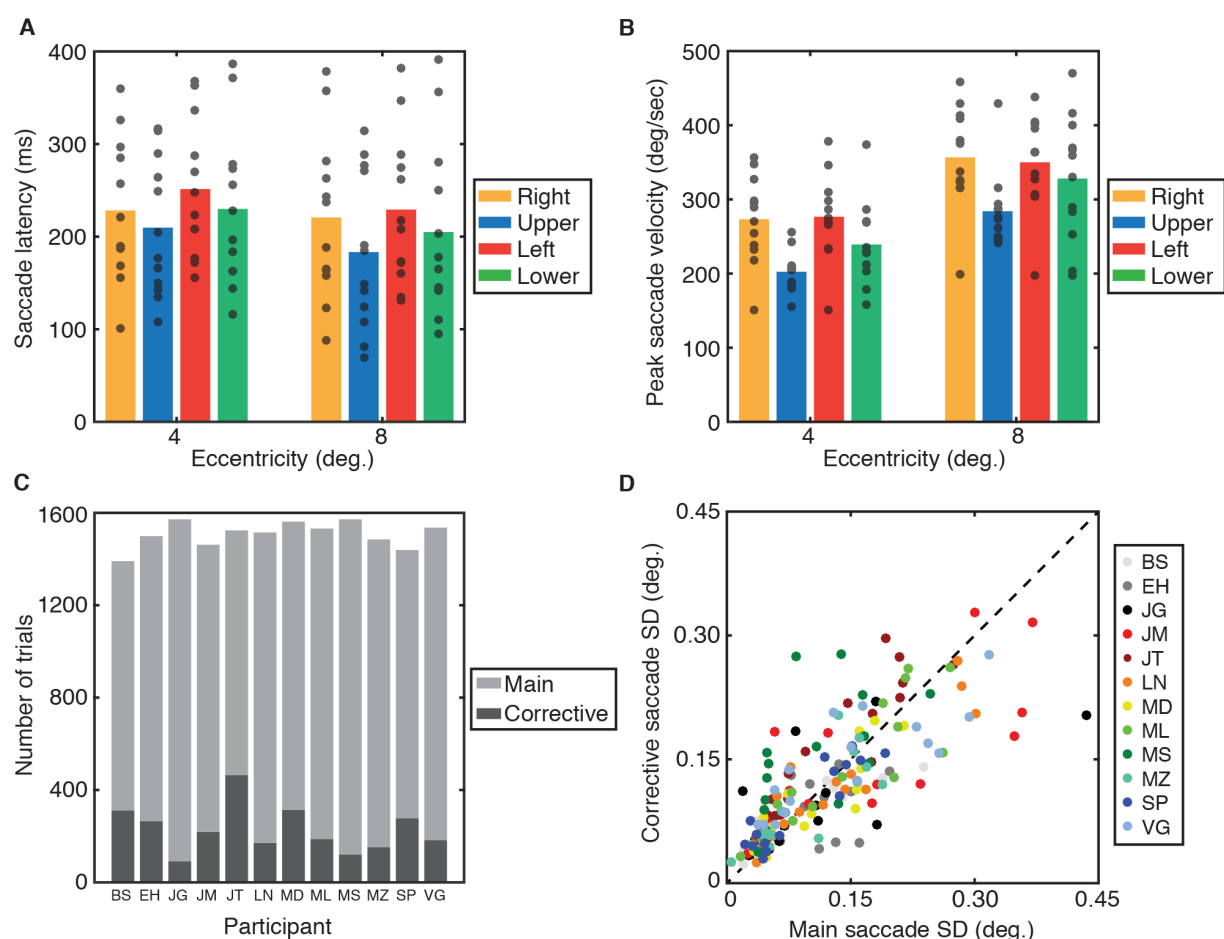 A
Saccade latency (ms)
400
300
200
100
0
4
8
Eccentricity (deg.)
Right
Upper
Left
Lower
B
Peak saccade velocity (deg/sec)
500
400
300
200
100
0
4
8
Eccentricity (deg.)
Right
Upper
Left
Lower
C
Number of trials
1600
1200
800
400
0
BS EH JG JM JT LN MD ML MS MZ SP VG
Participant
Main
Corrective
D
Corrective saccade SD (deg.)
0.45
0.30
0.15
0
0 0.15 0.30 0.45
Main saccade SD (deg.)
BS
EH
JG
JM
JT
LN
MD
ML
MS
MZ
SP
VG